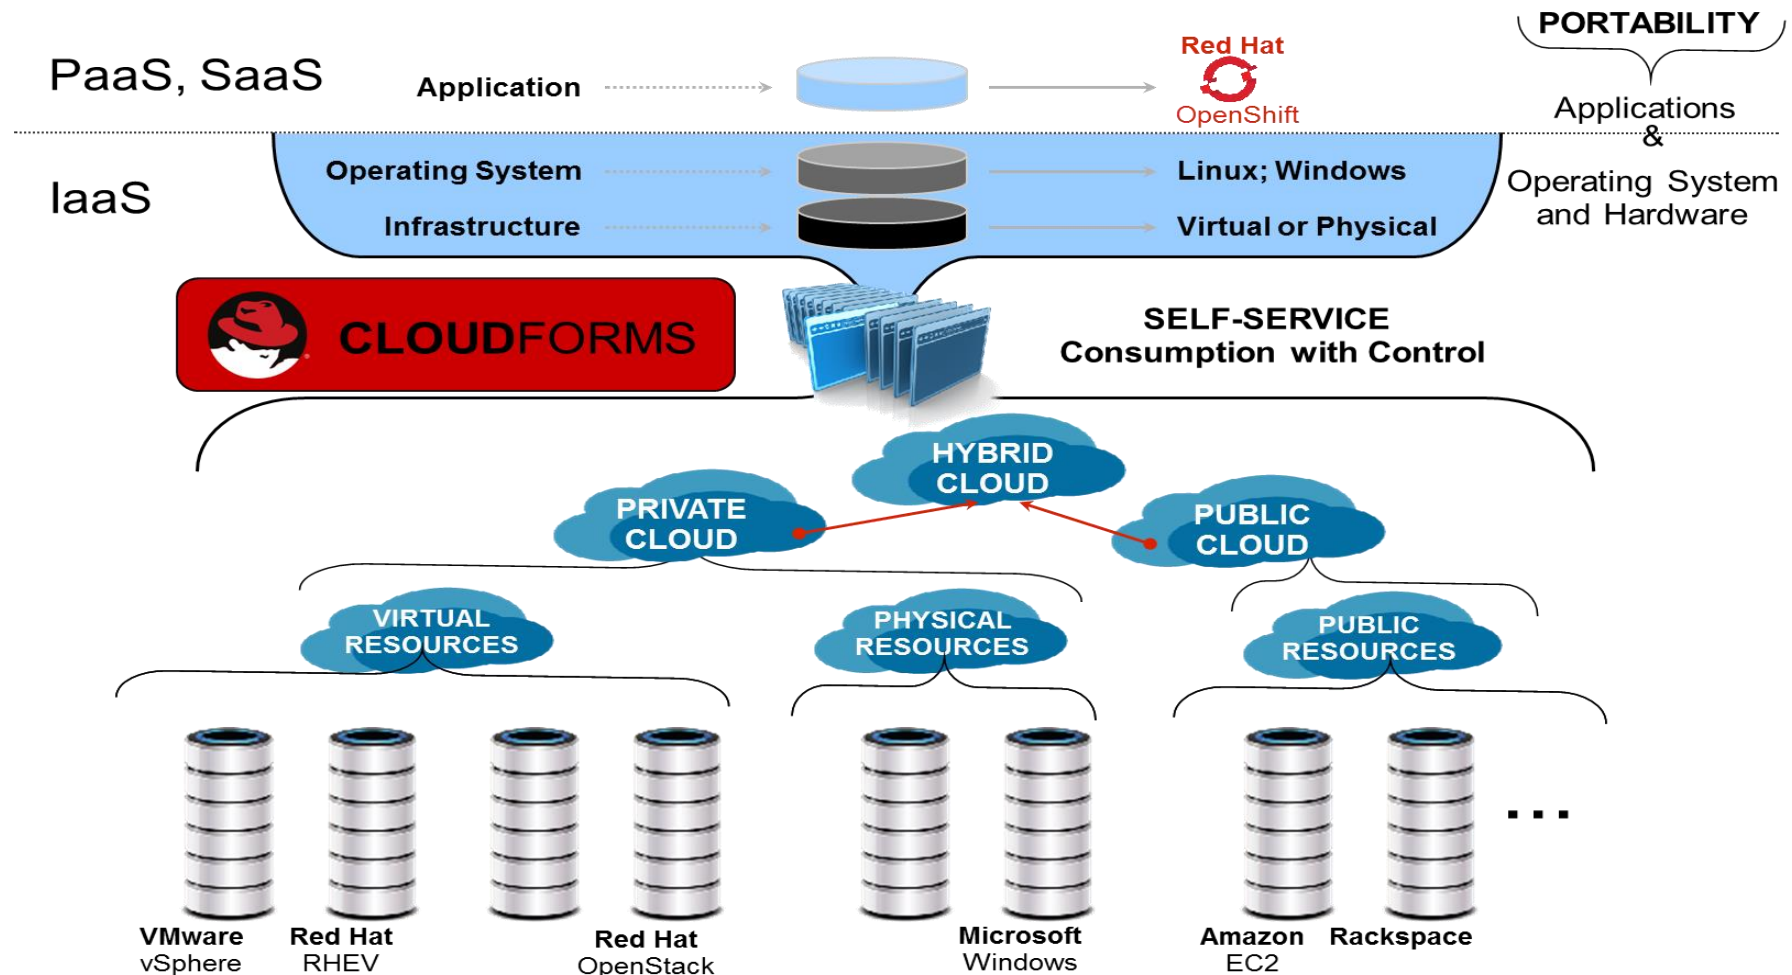 PaaS, SaaS
Application
Red Hat
OpenShift
PORTABILITY
Applications
&
Operating System
and Hardware
IaaS
Operating System
Linux; Windows
Infrastructure
Virtual or Physical
CLOUDFORMS
SELF-SERVICE
Consumption with Control
HYBRID
CLOUD
PRIVATE
CLOUD
PUBLIC
CLOUD
VIRTUAL
RESOURCES
PHYSICAL
RESOURCES
PUBLIC
RESOURCES
...
VMware
vSphere
Red Hat
RHEV
Red Hat
OpenStack
Microsoft
Windows
Amazon
EC2
Rackspace